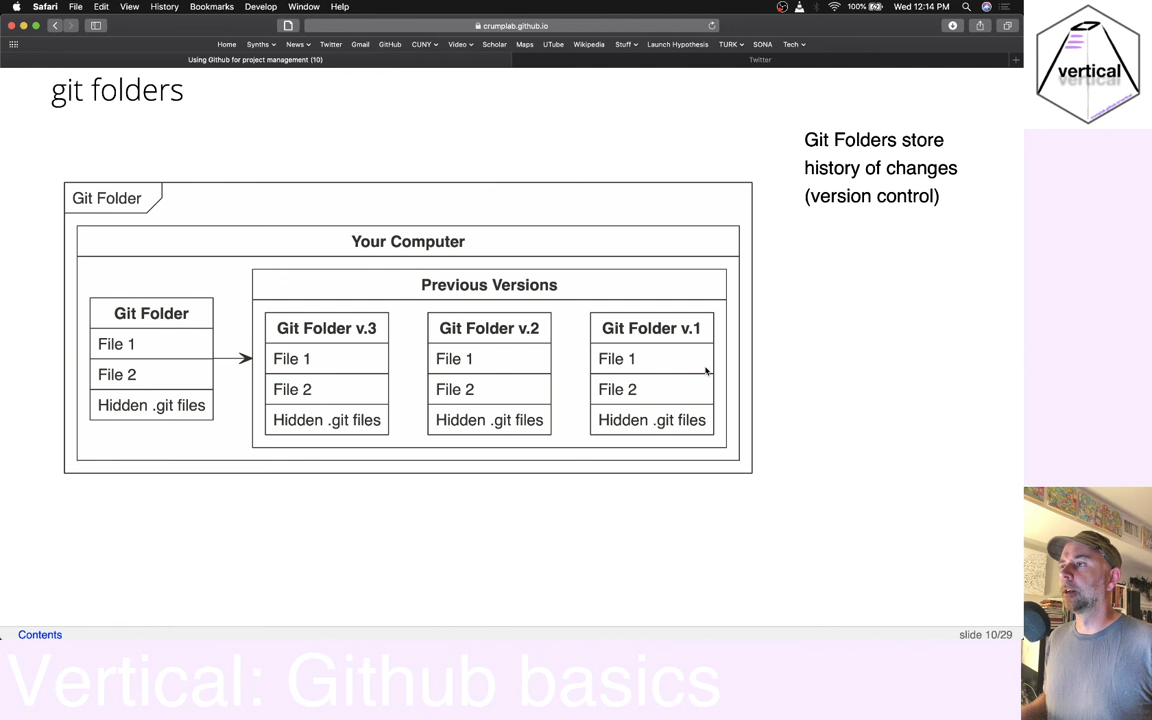 Safari File Edit View History Bookmarks Develop Window Help 100% Wed 12:14 PM
crumplab.github.io
Home Synths News Twitter Gmail GitHub CUNY Video Scholar Maps UTube Wikipedia Stuff Launch Hypothesis TURK SONA Tech
Using Github for project management (10) Twitter
git folders
Git Folders store
history of changes
(version control)
Git Folder
Your Computer
Previous Versions
Git Folder
File 1
File 2
Hidden .git files
Git Folder v.3
File 1
File 2
Hidden .git files
Git Folder v.2
File 1
File 2
Hidden .git files
Git Folder v.1
File 1
File 2
Hidden .git files
Contents
slide 10/29
vertical
Vertical: Github basics